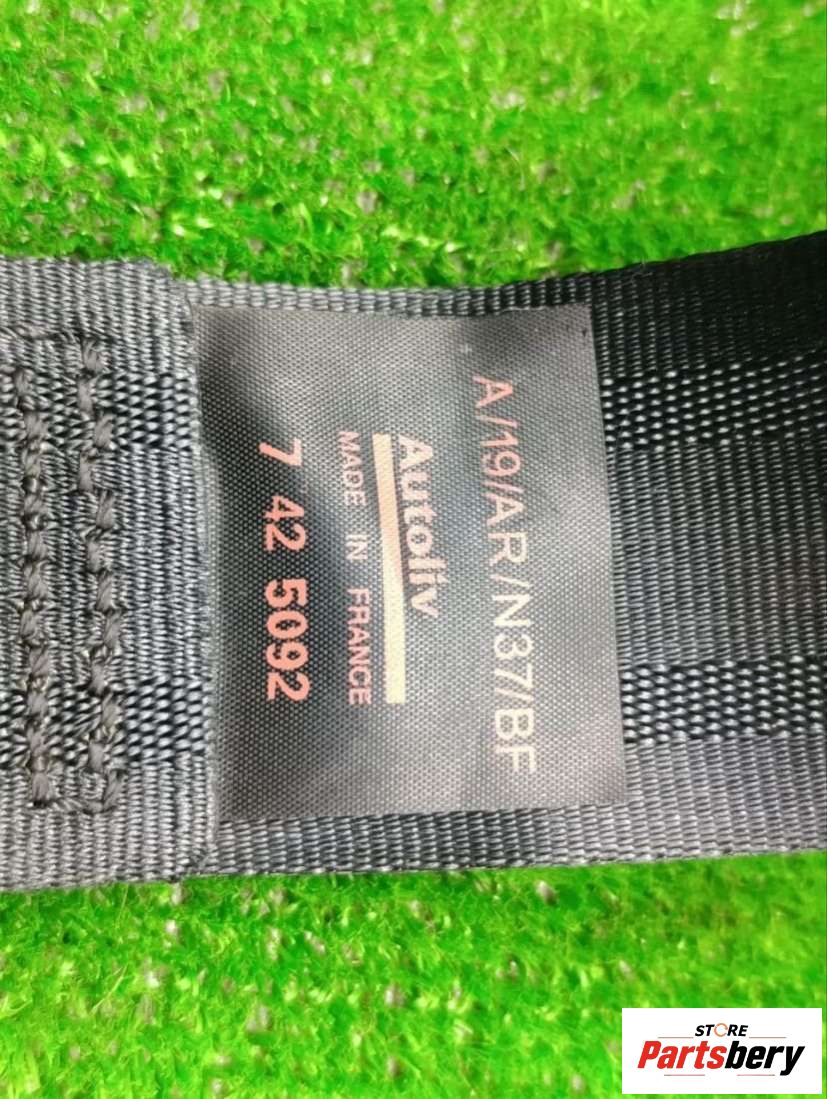 A/19/AR/N37/BF
Autoliv
MADE IN FRANCE
7 42 5092
STORE
Partsbery